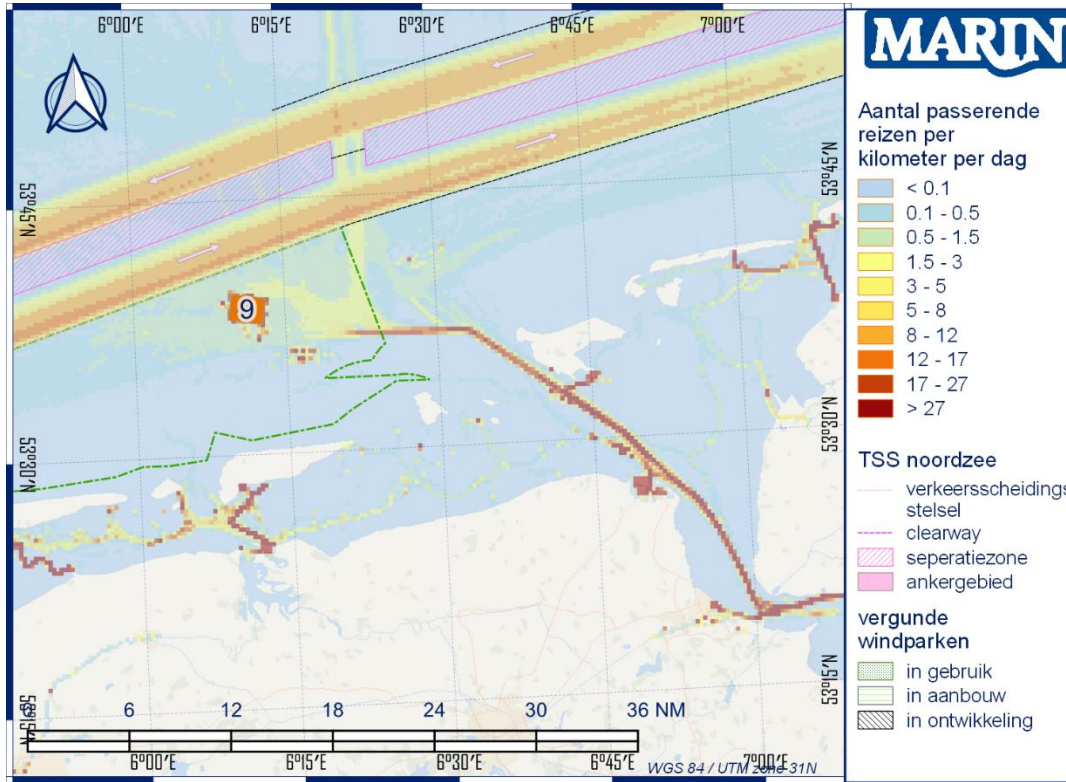 6°00'E 6°15'E 6°30'E 6°45'E 7°00'E
MARIN
Aantal passerende
reizen per
kilometer per dag
< 0.1
0.1 - 0.5
0.5 - 1.5
1.5 - 3
3 - 5
5 - 8
8 - 12
12 - 17
17 - 27
> 27
TSS noordzee
verkeersscheidings
stelsel
clearway
seperatiezone
ankergebied
vergunde
windparken
in gebruik
in aanbouw
in ontwikkeling
53°45'N
53°45'N
9
53°30'N
53°30'N
53°15'N
53°15'N
6 12 18 24 30 36 NM
6°00'E 6°15'E 6°30'E 6°45'E 7°00'E
WGS 84 / UTM zone 31N